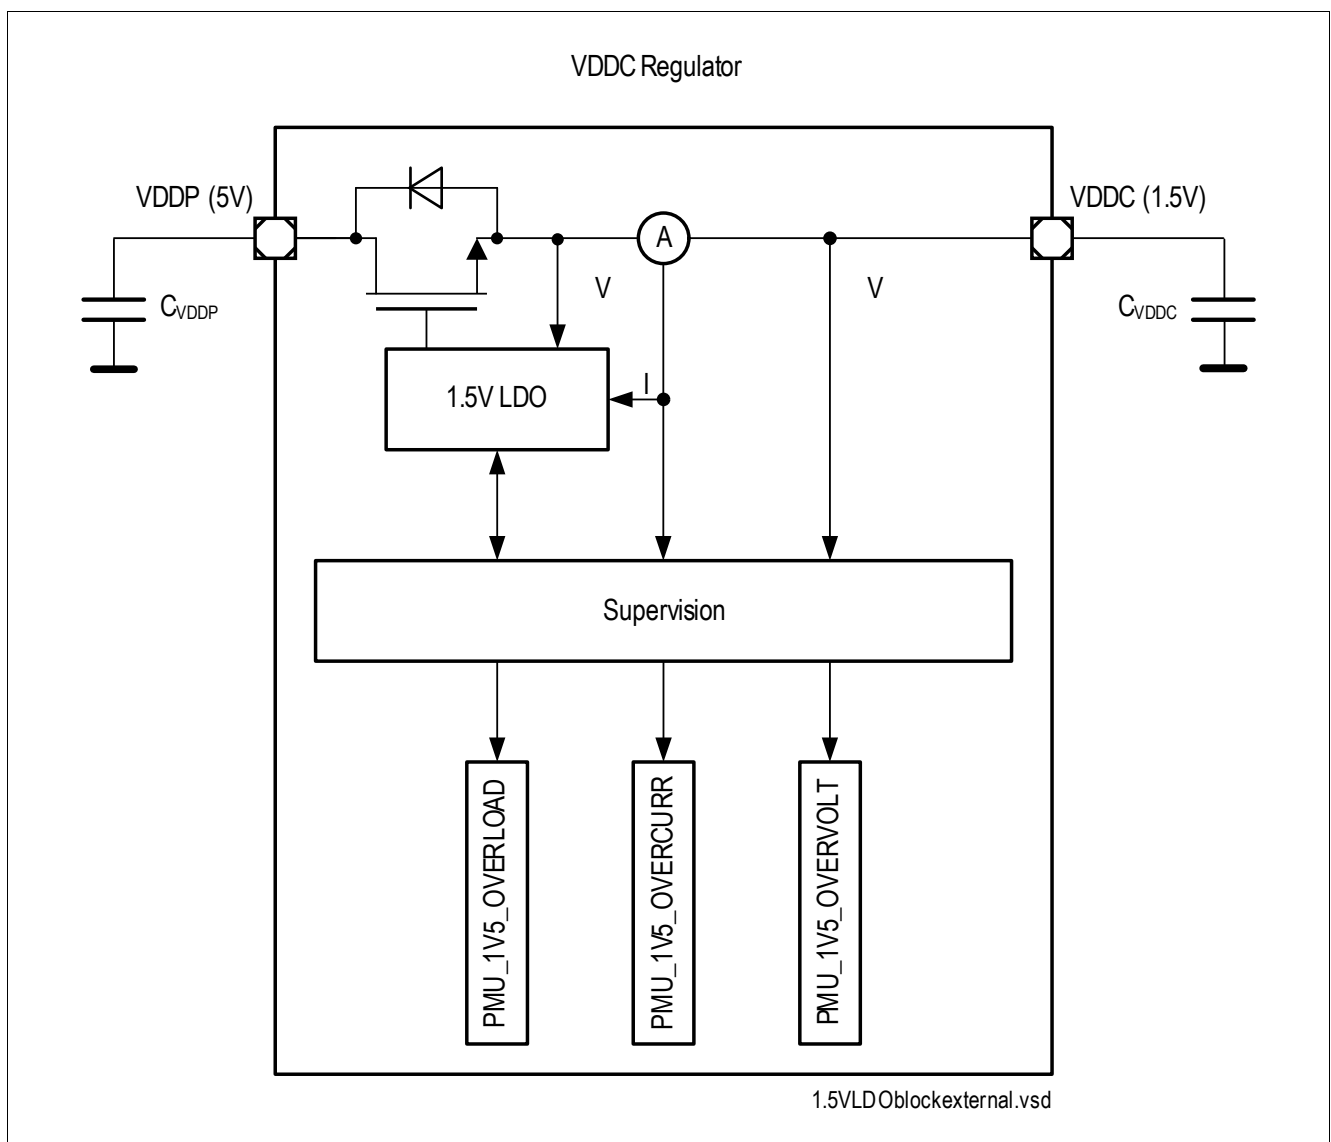 VDDC Regulator
VDDP (5V)
VDDC (1.5V)
A
V
V
CVDDP
CVDDC
I
1.5V LDO
Supervision
PMU_1V5_OVERLOAD
PMU_1V5_OVERCURR
PMU_1V5_OVERVOLT
1.5VLDOblockexternal.vsd